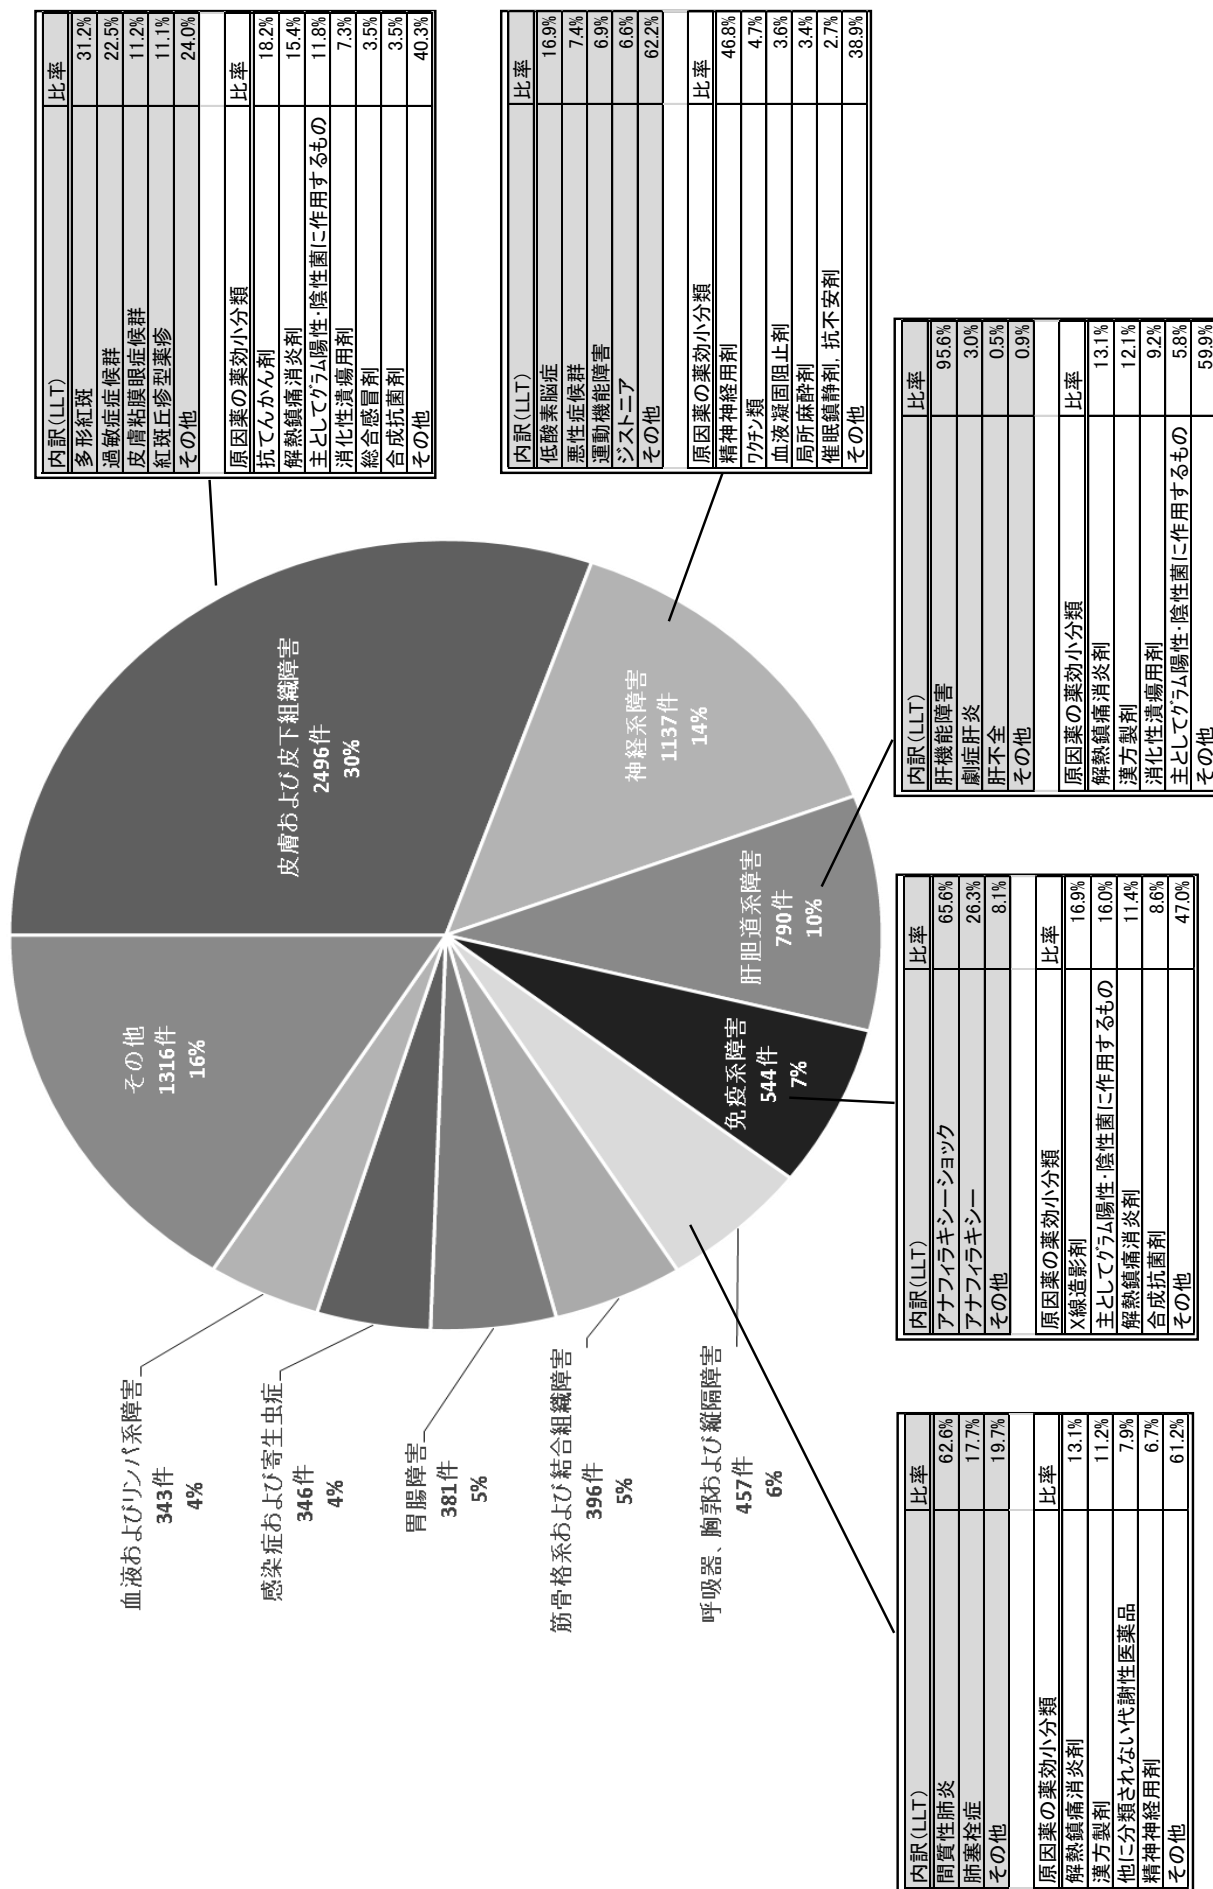 皮膚および皮下組織障害
2496件
30%
神経系障害
1137件
14%
肝胆道系障害
790件
10%
免疫系障害
544件
7%
呼吸器、胸郭および縦隔障害
457件
6%
筋骨格系および結合組織障害
396件
5%
胃腸障害
381件
5%
感染症および寄生虫症
346件
4%
血液およびリンパ系障害
343件
4%
その他
1316件
16%
内訳(LLT) 比率
多形紅斑 31.2%
過敏症症候群 22.5%
皮膚粘膜眼症候群 11.2%
紅斑丘疹型薬疹 11.1%
その他 24.0%
原因薬の薬効小分類 比率
抗てんかん剤 18.2%
解熱鎮痛消炎剤 15.4%
主としてグラム陽性・陰性菌に作用するもの 11.8%
消化性潰瘍用剤 7.3%
総合感冒剤 3.5%
合成抗菌剤 3.5%
その他 40.3%
内訳(LLT) 比率
低酸素脳症 16.9%
悪性症候群 7.4%
運動機能障害 6.9%
ジストニア 6.6%
その他 62.2%
原因薬の薬効小分類 比率
精神神経用剤 46.8%
ワクチン類 4.7%
血液凝固阻止剤 3.6%
局所麻酔剤 3.4%
催眠鎮静剤, 抗不安剤 2.7%
その他 38.9%
内訳(LLT) 比率
肝機能障害 95.6%
劇症肝炎 3.0%
肝不全 0.5%
その他 0.9%
原因薬の薬効小分類 比率
解熱鎮痛消炎剤 13.1%
漢方製剤 12.1%
消化性潰瘍用剤 9.2%
主としてグラム陽性・陰性菌に作用するもの 5.8%
その他 59.9%
内訳(LLT) 比率
アナフィラキシーショック 65.6%
アナフィラキシー 26.3%
その他 8.1%
原因薬の薬効小分類 比率
X線造影剤 16.9%
主としてグラム陽性・陰性菌に作用するもの 16.0%
解熱鎮痛消炎剤 11.4%
合成抗菌剤 8.6%
その他 47.0%
内訳(LLT) 比率
間質性肺炎 62.6%
肺塞栓症 17.7%
その他 19.7%
原因薬の薬効小分類 比率
解熱鎮痛消炎剤 13.1%
漢方製剤 11.2%
他に分類されない代謝性医薬品 7.9%
精神神経用剤 6.7%
その他 61.2%